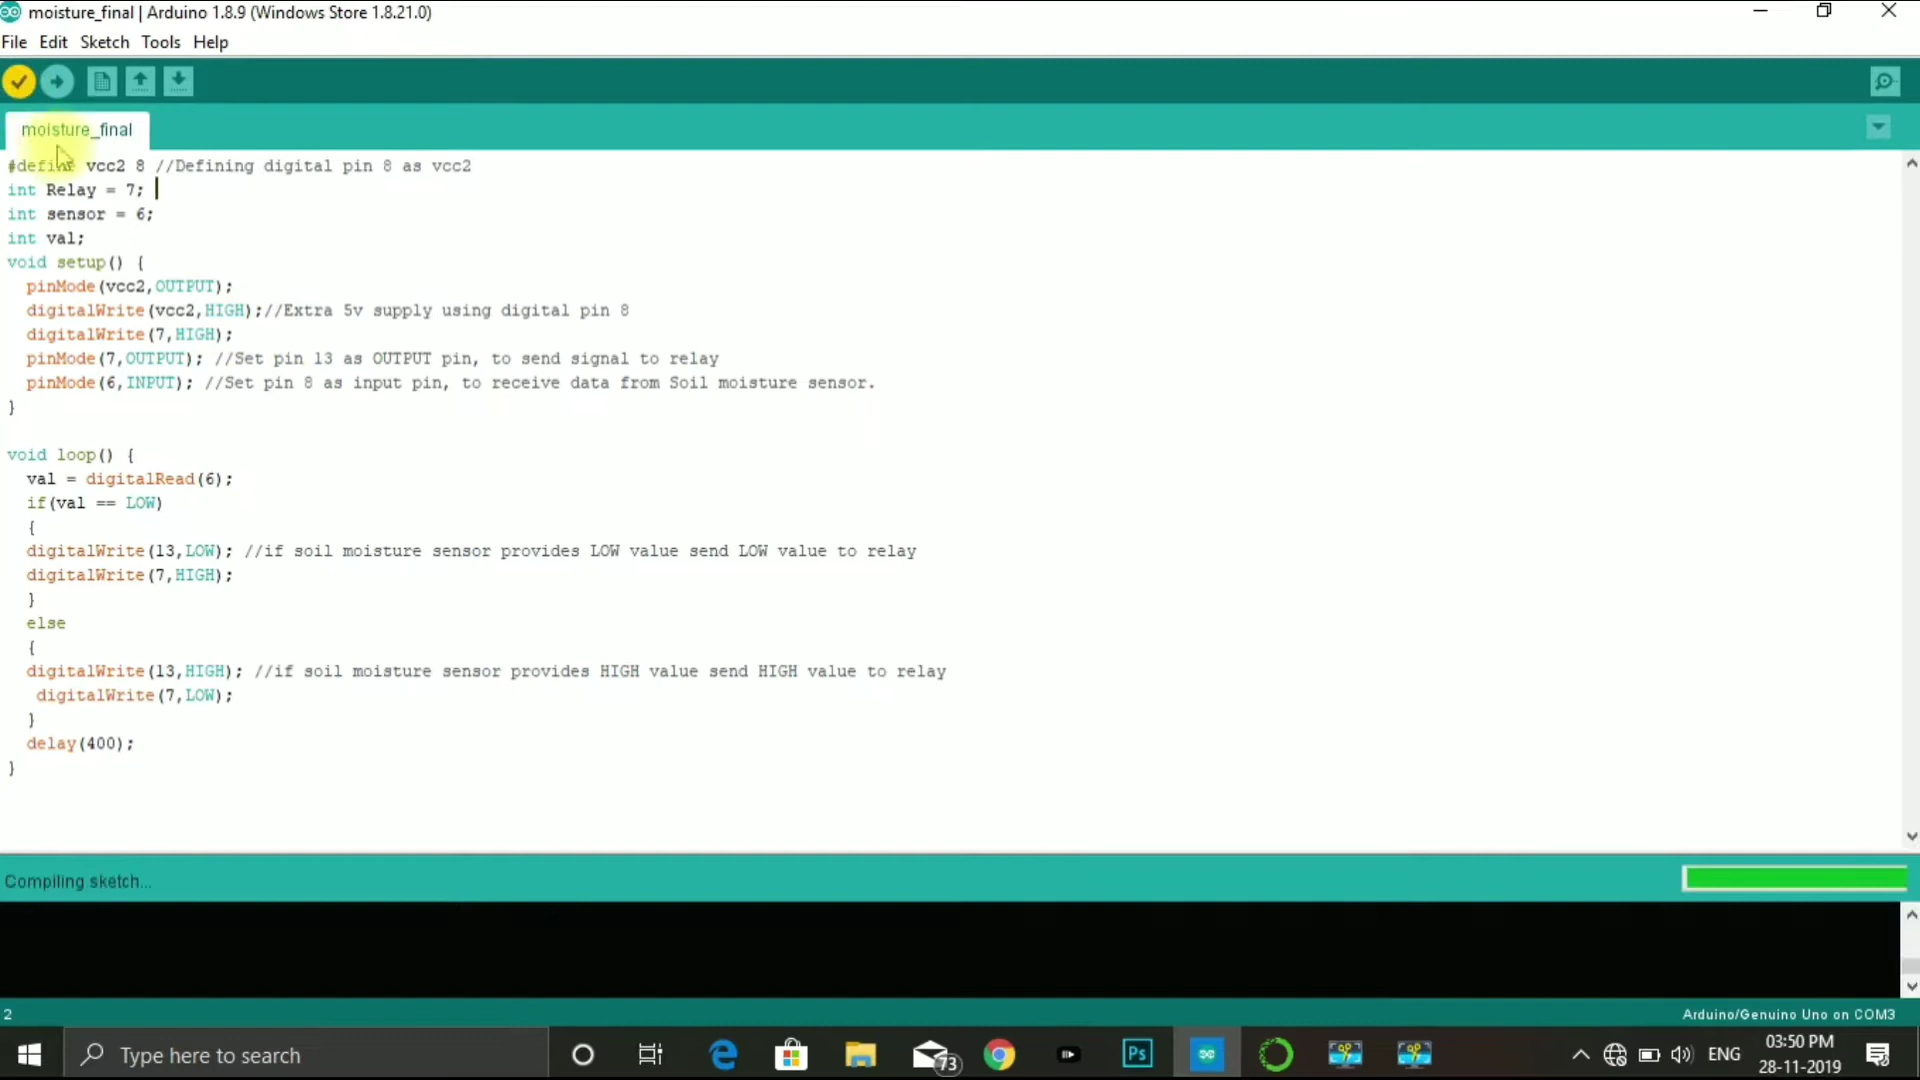 moisture_final | Arduino 1.8.9 (Windows Store 1.8.21.0)
File Edit Sketch Tools Help
moisture_final
#define vcc2 8 //Defining digital pin 8 as vcc2
int Relay = 7;
int sensor = 6;
int val;
void setup() {
pinMode(vcc2,OUTPUT);
digitalWrite(vcc2,HIGH);//Extra 5v supply using digital pin 8
digitalWrite(7,HIGH);
pinMode(7,OUTPUT); //Set pin 13 as OUTPUT pin, to send signal to relay
pinMode(6,INPUT); //Set pin 8 as input pin, to receive data from Soil moisture sensor.
}
void loop() {
val = digitalRead(6);
if(val == LOW)
{
digitalWrite(13,LOW); //if soil moisture sensor provides LOW value send LOW value to relay
digitalWrite(7,HIGH);
}
else
{
digitalWrite(13,HIGH); //if soil moisture sensor provides HIGH value send HIGH value to relay
digitalWrite(7,LOW);
}
delay(400);
}
Compiling sketch...
2
Arduino/Genuino Uno on COM3
Type here to search
73
Ps
ENG
03:50 PM
28-11-2019